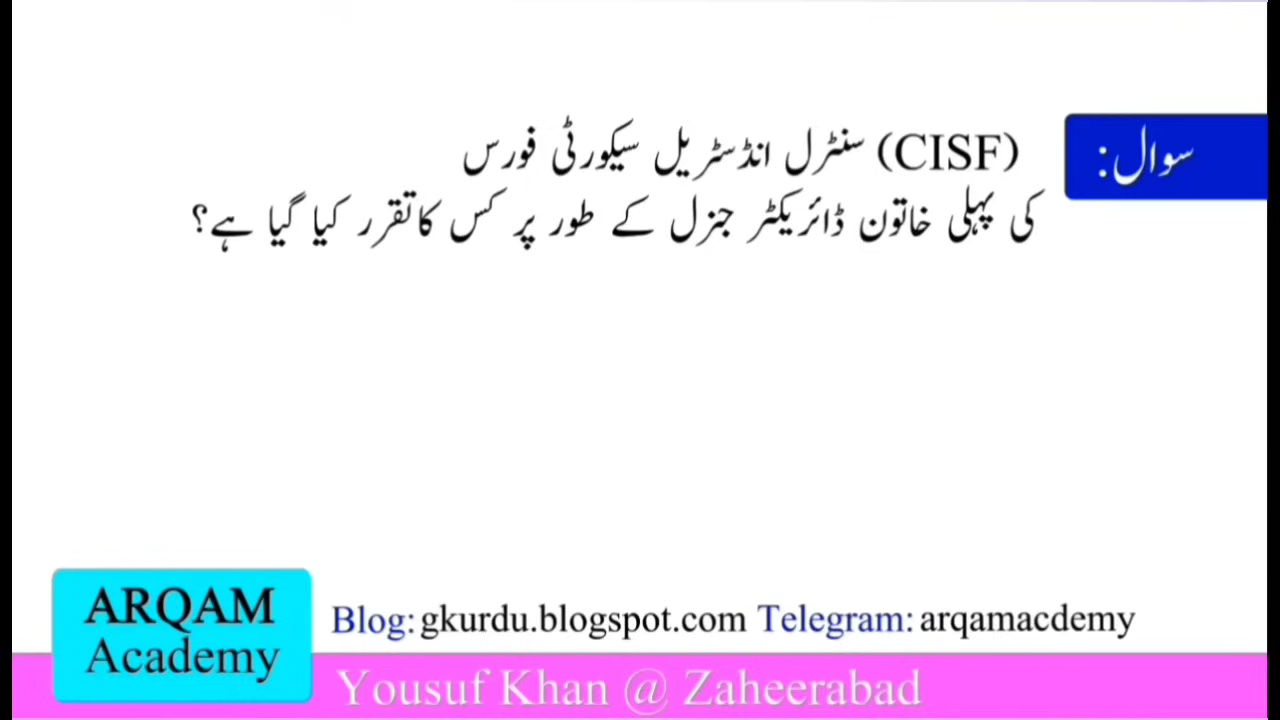 سوال:
(CISF) سنٹرل انڈسٹریل سیکورٹی فورس
کی پہلی خاتون ڈائریکٹر جنرل کے طور پر کس کا تقرر کیا گیا ہے؟
ARQAM
Academy
Blog: gkurdu.blogspot.com Telegram: arqamacdemy
Yousuf Khan @ Zaheerabad